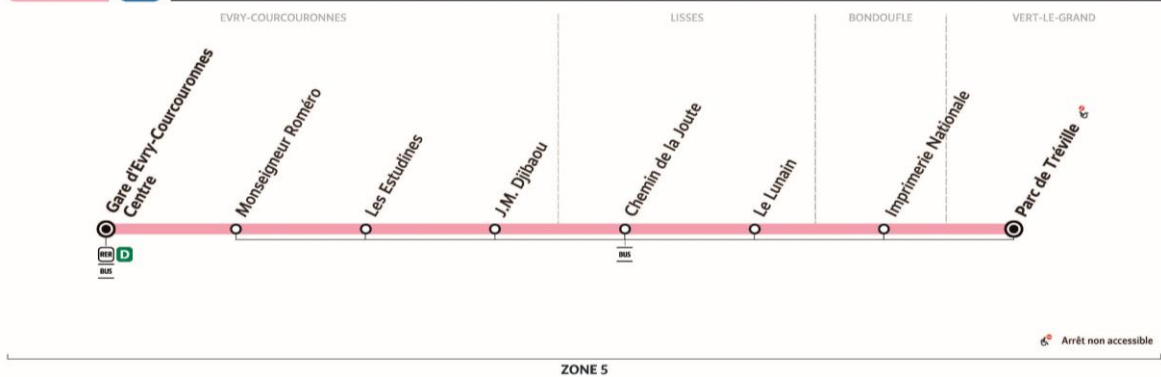 EVRY-COURCOURONNES
LISSES
BONDOUFLE
VERT-LE-GRAND
Gare d'Evry-Courcouronnes
Centre
Monseigneur Roméro
Les Estudines
J.M. Djibaou
Chemin de la Joute
Le Lunain
Imprimerie Nationale
Parc de Tréville
RER D
BUS
BUS
Arrêt non accessible
ZONE 5